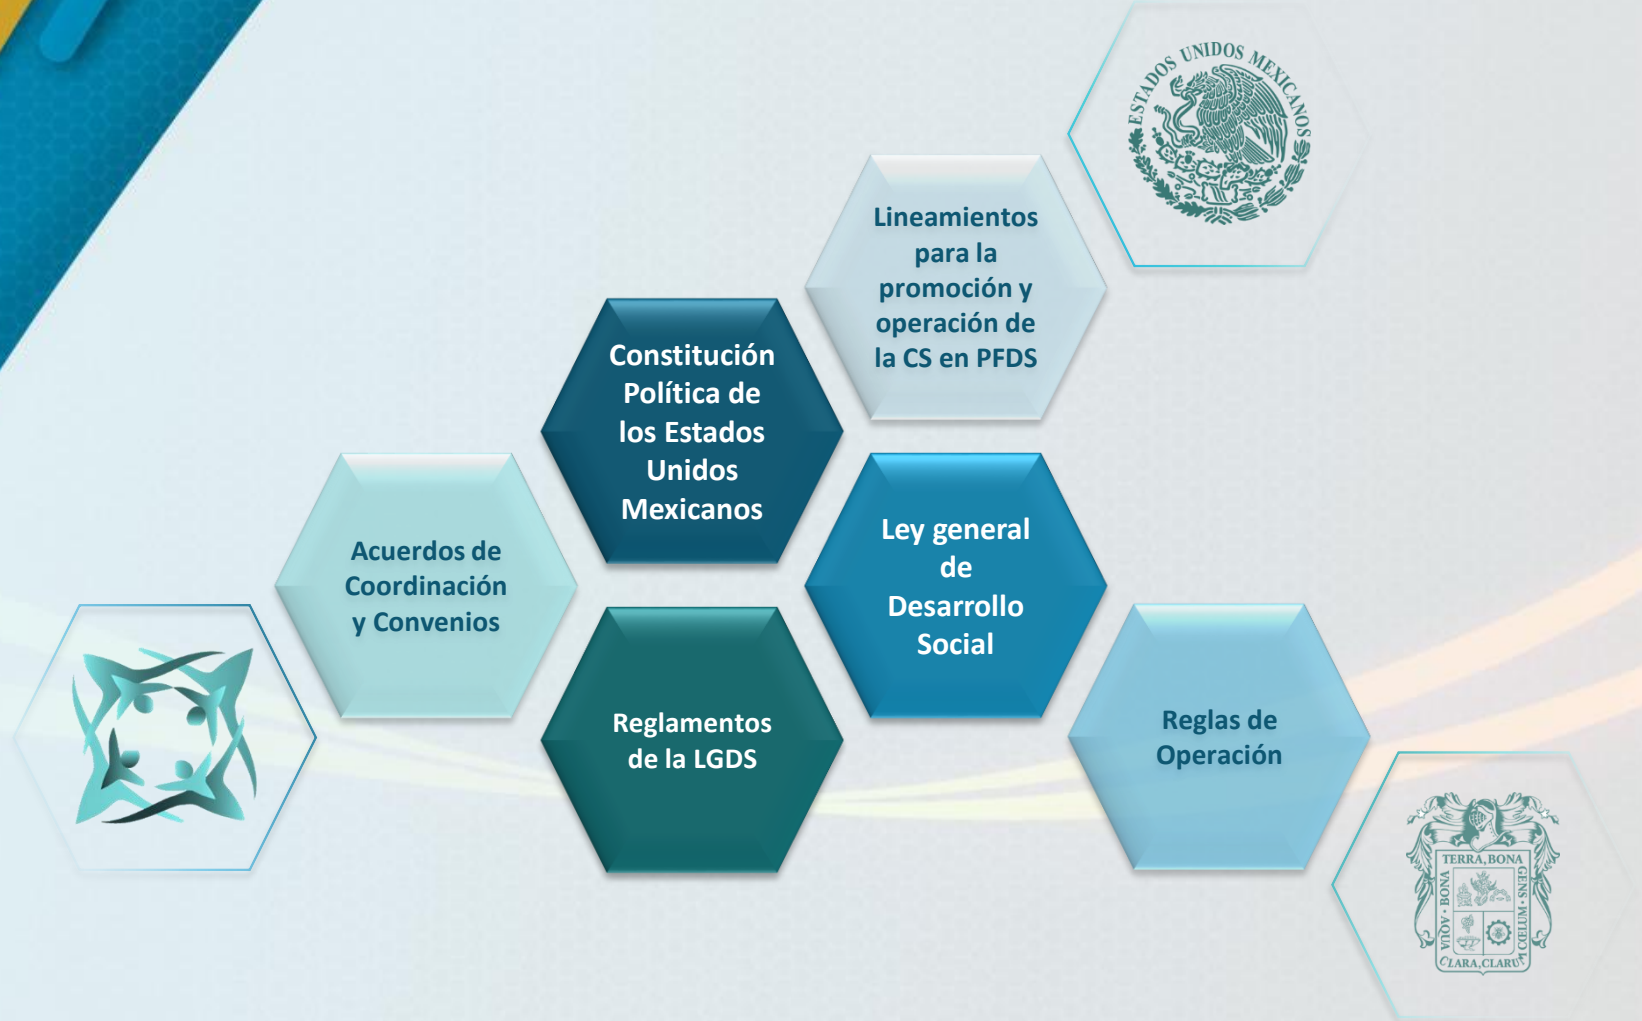 ESTADOS UNIDOS MEXICANOS
Lineamientos
para la
promoción y
operación de
la CS en PFDS
Constitución
Política de
los Estados
Unidos
Mexicanos
Acuerdos de
Coordinación
y Convenios
Ley general
de
Desarrollo
Social
Reglamentos
de la LGDS
Reglas de
Operación
TERRA, BONA
GENS · CŒLUM
CLARA, CLARUM
AQUA · BONA